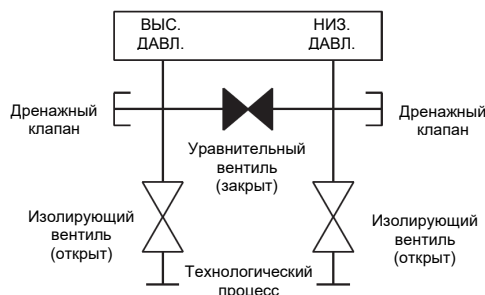 ВЫС.
ДАВЛ.
НИЗ.
ДАВЛ.
Дренажный
клапан
Дренажный
клапан
Уравнительный
вентиль
(закрыт)
Изолирующий
вентиль
(открыт)
Изолирующий
вентиль
(открыт)
Технологический
процесс